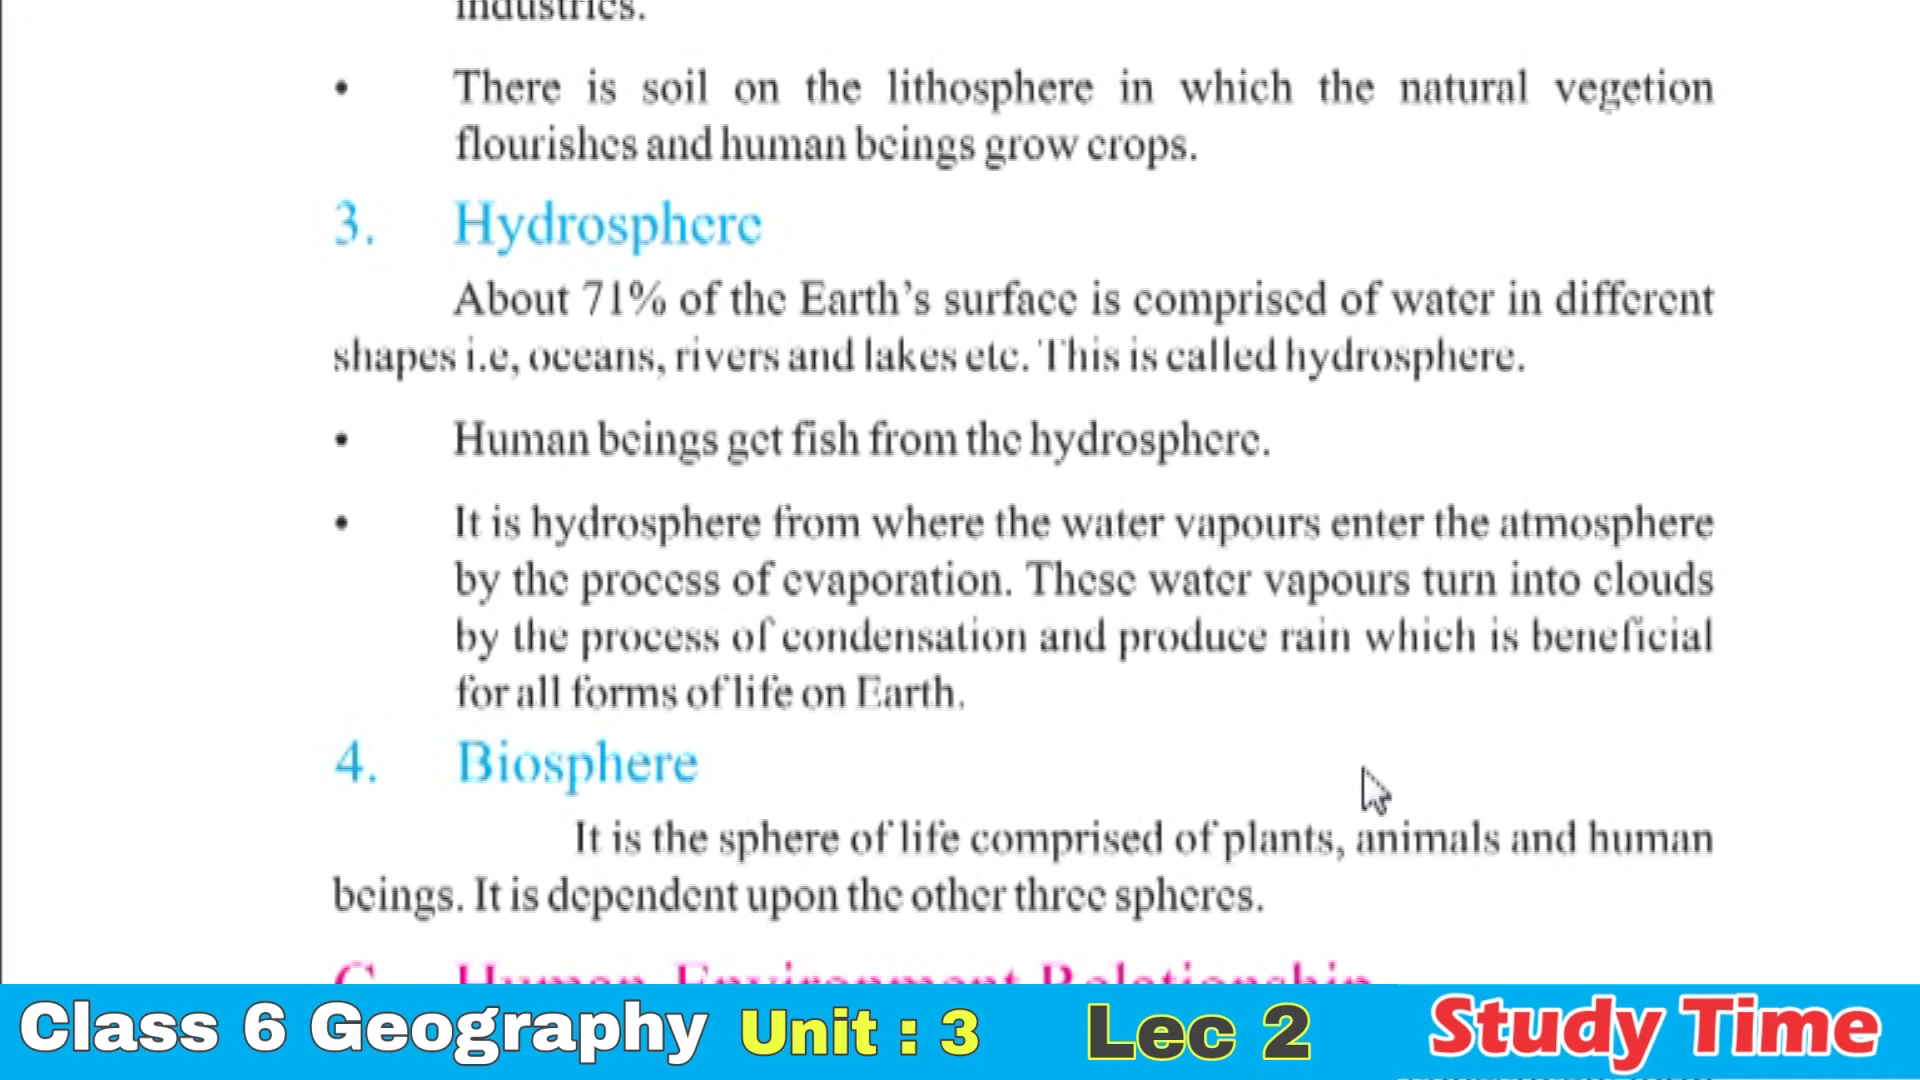 industries.
• There is soil on the lithosphere in which the natural vegetion
flourishes and human beings grow crops.
3. Hydrosphere
About 71% of the Earth’s surface is comprised of water in different
shapes i.e, oceans, rivers and lakes etc. This is called hydrosphere.
• Human beings get fish from the hydrosphere.
• It is hydrosphere from where the water vapours enter the atmosphere
by the process of evaporation. These water vapours turn into clouds
by the process of condensation and produce rain which is beneficial
for all forms of life on Earth.
4. Biosphere
It is the sphere of life comprised of plants, animals and human
beings. It is dependent upon the other three spheres.
C. Human Environment Relationship
Class 6 Geography Unit : 3 Lec 2 Study Time